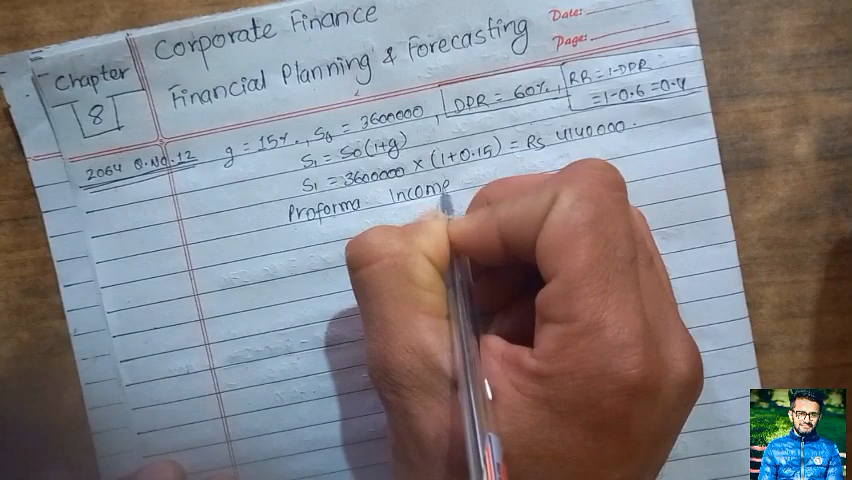 Corporate Finance
Financial Planning & Forecasting
Date:
Page:
Chapter
8
2064 Q.NO.12
g = 15%, S0 = 3600000, DPR = 60%, RR = 1-DPR
= 1-0.6 = 0.4
S1 = S0(1+g)
S1 = 3600000 × (1+0.15) = RS 4140000.
Proforma Income